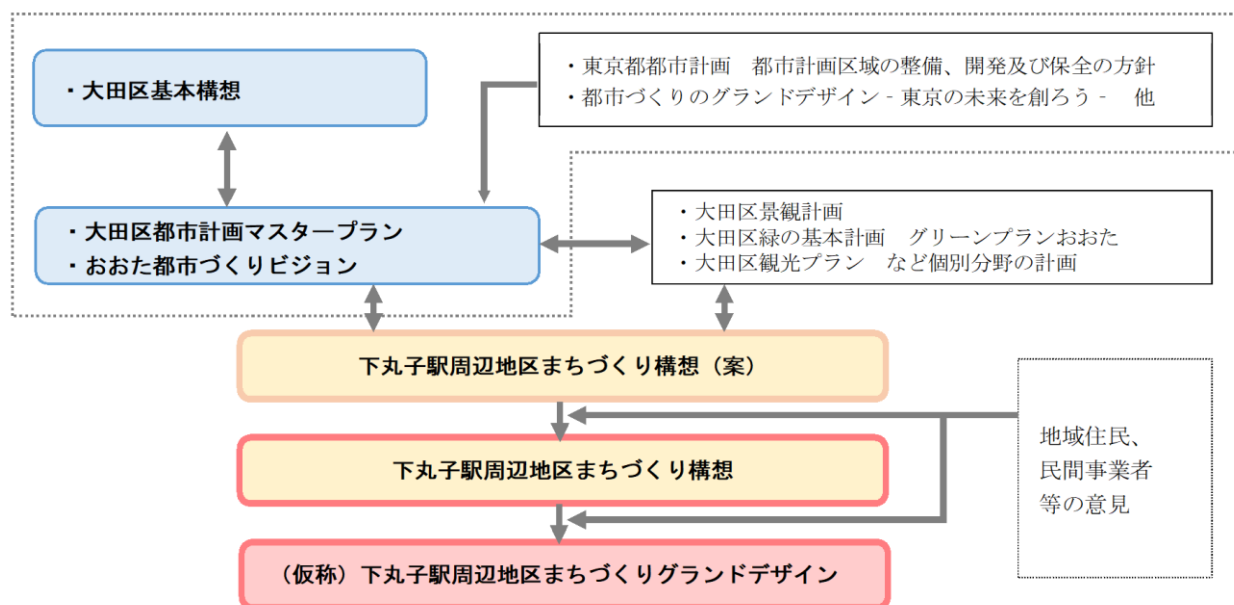 ・大田区基本構想
・東京都都市計画　都市計画区域の整備、開発及び保全の方針
・都市づくりのグランドデザイン‐東京の未来を創ろう‐　他
・大田区都市計画マスタープラン
・おおた都市づくりビジョン
・大田区景観計画
・大田区緑の基本計画　グリーンプランおおた
・大田区観光プラン　など個別分野の計画
下丸子駅周辺地区まちづくり構想（案）
下丸子駅周辺地区まちづくり構想
（仮称）下丸子駅周辺地区まちづくりグランドデザイン
地域住民、
民間事業者
等の意見